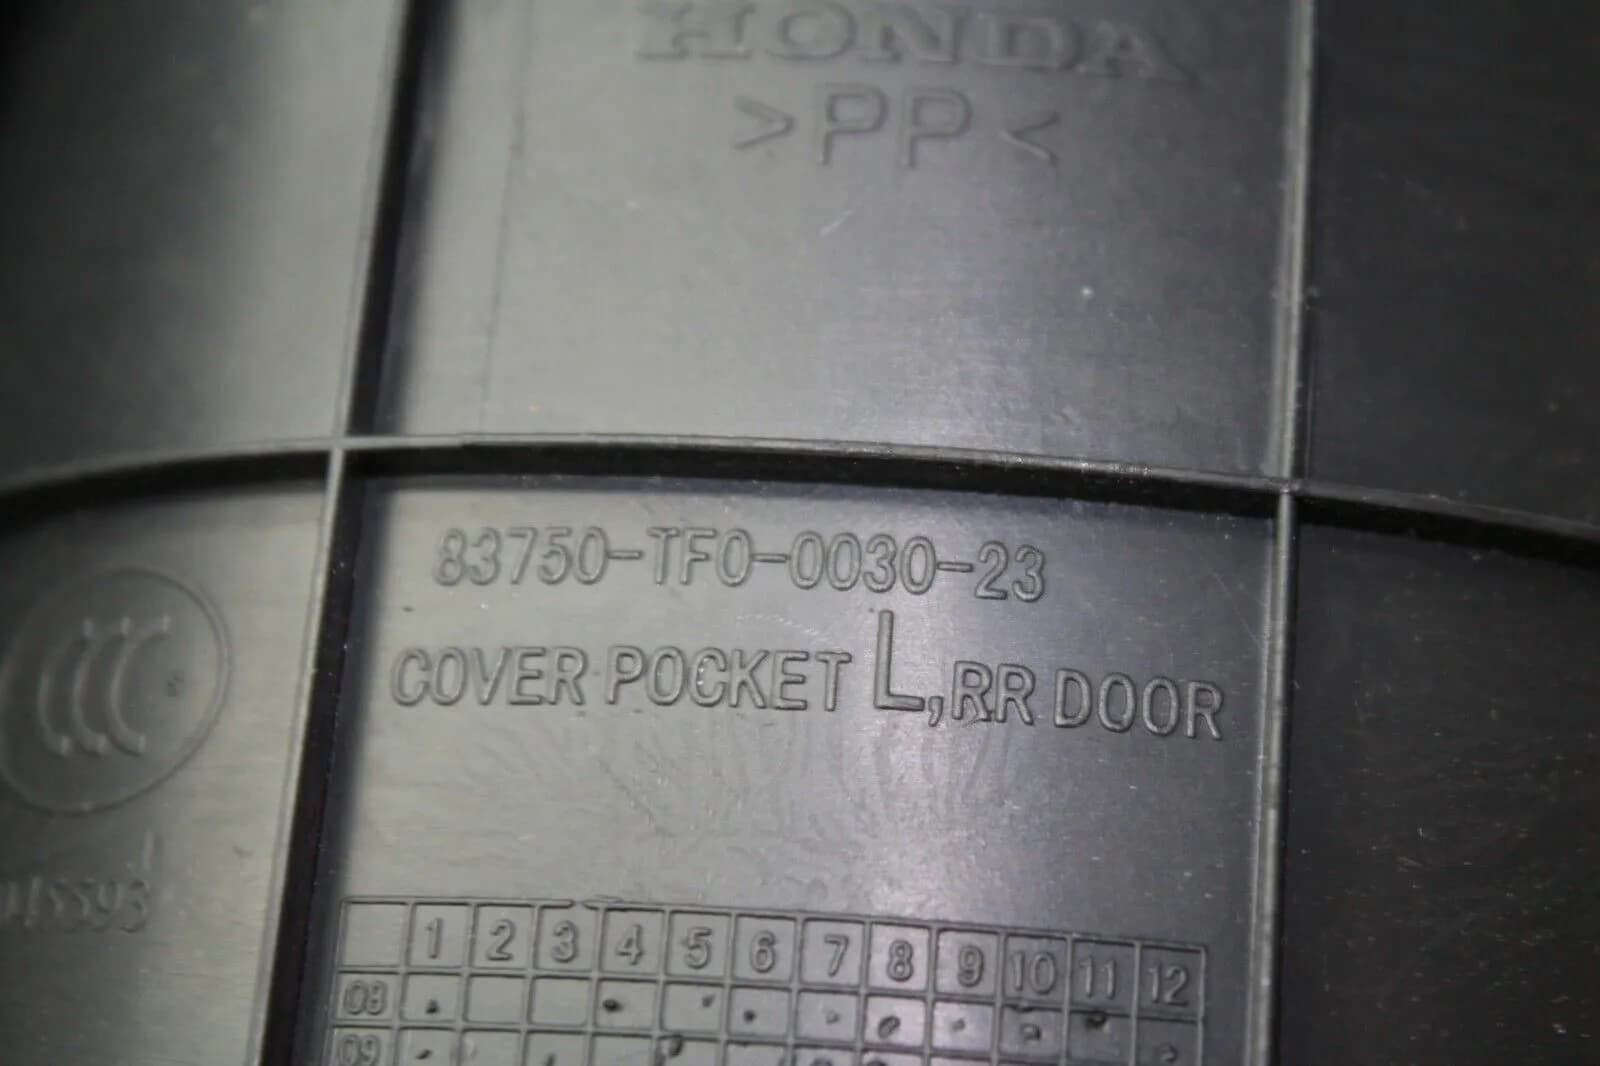 HONDA
>PP<
83750-TF0-0030-23
COVER POCKET L,RR DOOR
CCC
1 2 3 4 5 6 7 8 9 10 11 12
08
09